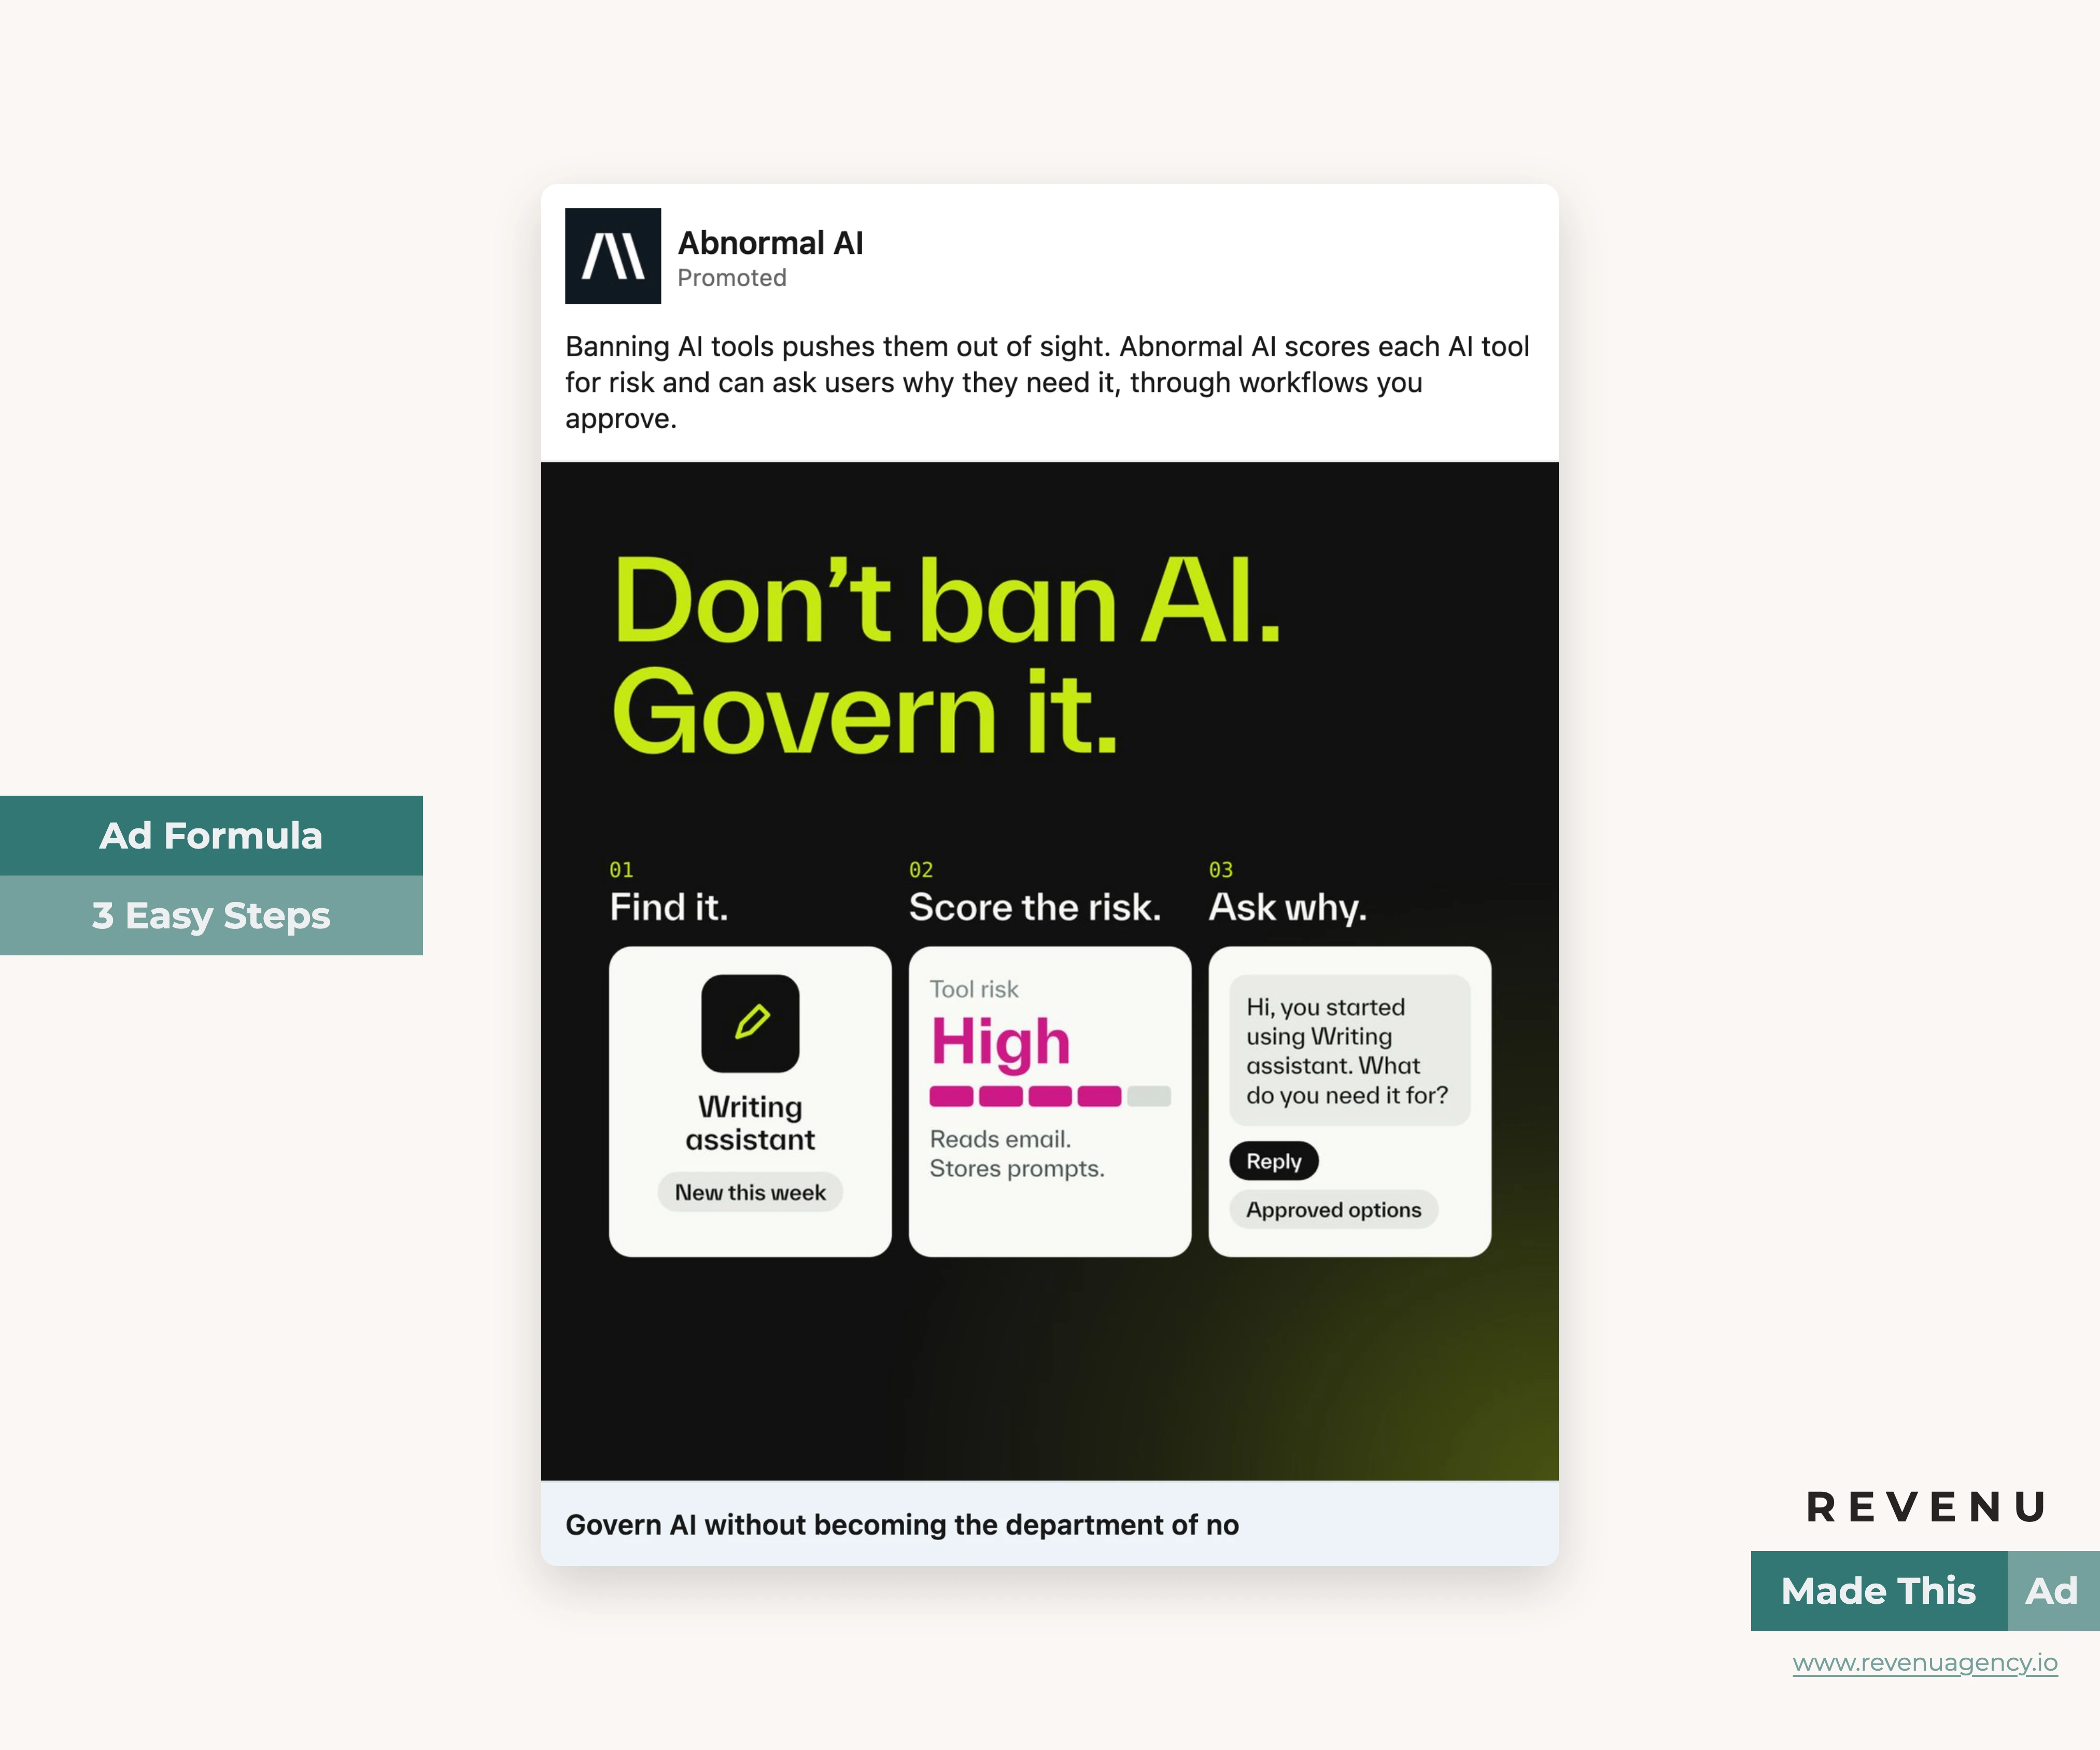 Abnormal AI
Promoted
Banning AI tools pushes them out of sight. Abnormal AI scores each AI tool
for risk and can ask users why they need it, through workflows you
approve.
Don’t ban AI.
Govern it.
01
Find it.
Writing
assistant
New this week
02
Score the risk.
Tool risk
High
Reads email.
Stores prompts.
03
Ask why.
Hi, you started
using Writing
assistant. What
do you need it for?
Reply
Approved options
Govern AI without becoming the department of no
Ad Formula
3 Easy Steps
REVENU
Made This Ad
www.revenuagency.io